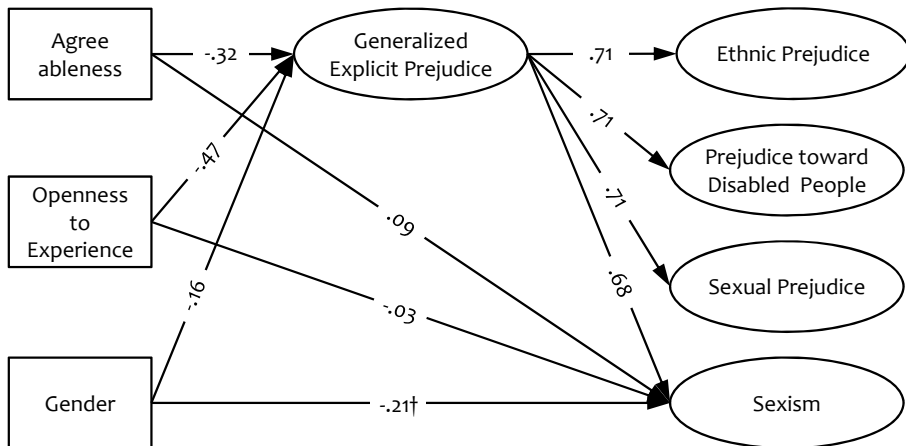 Agree
ableness
-.32
Generalized
Explicit Prejudice
.71
Ethnic Prejudice
.71
Prejudice toward
Disabled People
-.47
Openness
to
Experience
.71
.09
Sexual Prejudice
.68
-.16
-.03
Gender
-.21†
Sexism